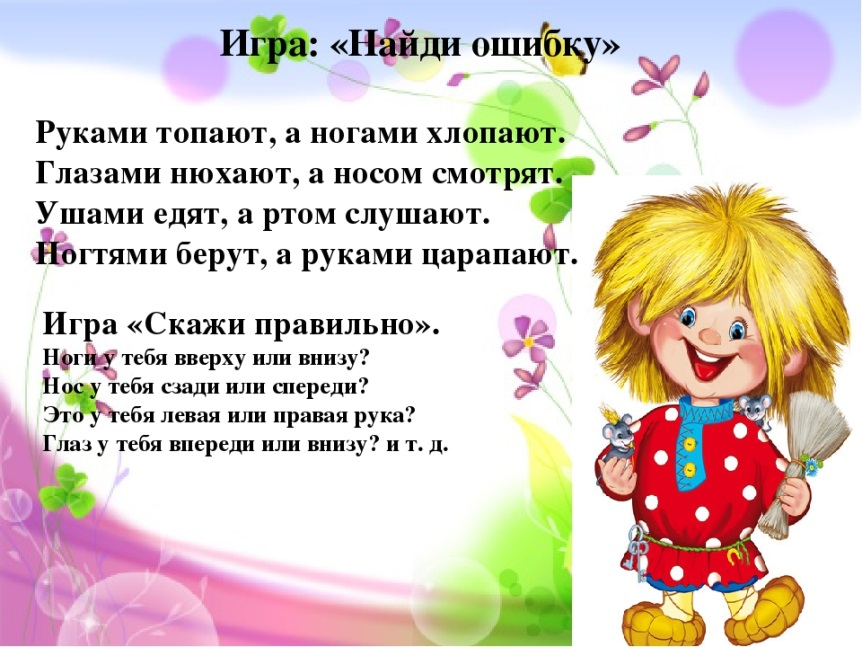 Игра: «Найди ошибку»
Руками топают, а ногами хлопают.
Глазами нюхают, а носом смотрят.
Ушами едят, а ртом слушают.
Ногтями берут, а руками царапают.
Игра «Скажи правильно».
Ноги у тебя вверху или внизу?
Нос у тебя сзади или спереди?
Это у тебя левая или правая рука?
Глаз у тебя впереди или внизу? и т. д.